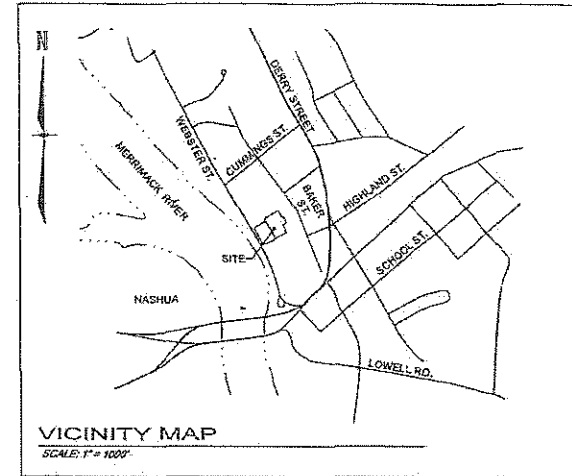 N
DERRY STREET
WEBSTER ST.
CUMMINGS ST.
MERRIMACK RIVER
BAKER ST.
HIGHLAND ST.
SITE
SCHOOL ST.
NASHUA
LOWELL RD.
VICINITY MAP
SCALE: 1" = 1000'